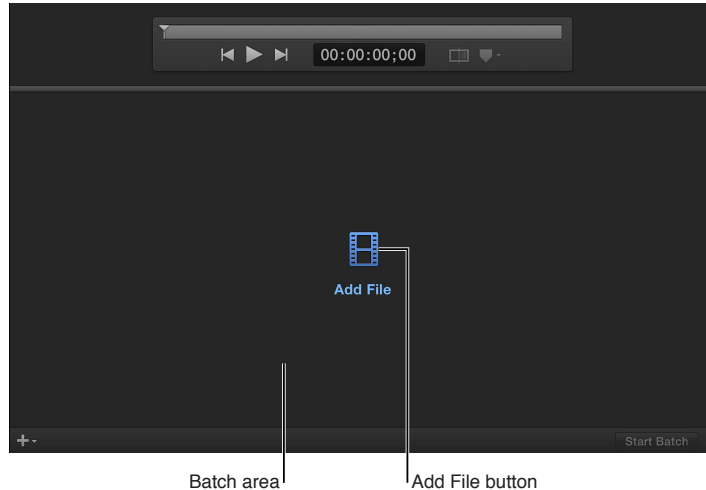 00:00:00;00
Add File
Start Batch
Batch area
Add File button